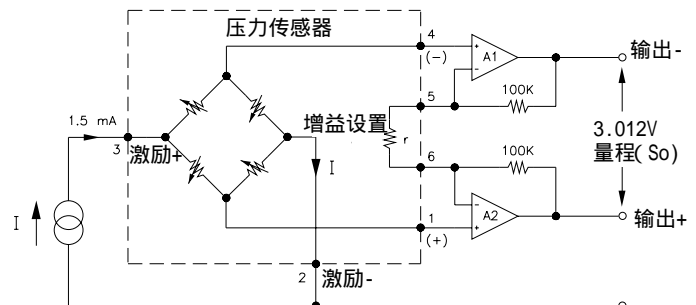 压力传感器
4
(-)
+
A1
-
输出-
100K
5
1.5 mA
增益设置
3.012V
量程( So)
3
激励+
r
100K
I
6
I
-
A2
+
输出+
1
(+)
2
激励-